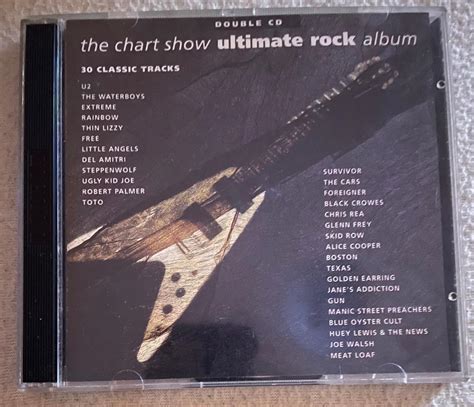 DOUBLE CD
the chart show ultimate rock album
30 CLASSIC TRACKS
U2
THE WATERBOYS
EXTREME
RAINBOW
THIN LIZZY
FREE
LITTLE ANGELS
DEL AMITRI
STEPPENWOLF
UGLY KID JOE
ROBERT PALMER
TOTO
SURVIVOR
THE CARS
FOREIGNER
BLACK CROWES
CHRIS REA
GLENN FREY
SKID ROW
ALICE COOPER
BOSTON
TEXAS
GOLDEN EARRING
JANE'S ADDICTION
GUN
MANIC STREET PREACHERS
BLUE OYSTER CULT
HUEY LEWIS & THE NEWS
JOE WALSH
MEAT LOAF